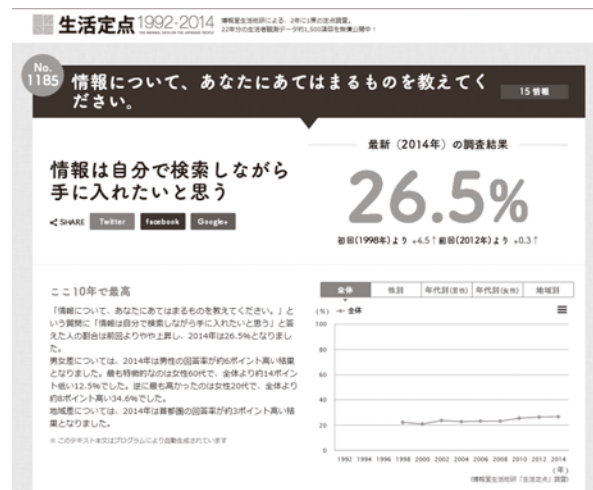 生活定点 1992-2014
博報堂生活総研による、2年に1票の定点調査。
22年分の生活者観測データ約1,500項目を無償公開中！
No.
1185
情報について、あなたにあてはまるものを教えてく
ださい。
15 情報
情報は自分で検索しながら
手に入れたいと思う
SHARE Twitter facebook Google+
最新（2014年）の調査結果
26.5%
初回(1998年)より +4.5↑ 前回(2012年)より +0.3↑
ここ10年で最高
「情報について、あなたにあてはまるものを教えてください。」と
いう質問に「情報は自分で検索しながら手に入れたいと思う」と答
えた人の割合は前回よりやや上昇し、2014年は26.5%となりまし
た。
男女差については、2014年は男性の回答率が約6ポイント高い結果
となりました。最も特徴的なのは女性60代で、全体より約14ポイン
ト低い12.5%でした。逆に最も高かったのは女性20代で、全体より
約8ポイント高い34.6%でした。
地域差については、2014年は首都圏の回答率が約3ポイント高い結
果となりました。
※ このテキスト本文はプログラムにより自動生成されています
全体 性別 年代別(男性) 年代別(女性) 地域別
(%) 全体
100
80
60
40
20
0
1992 1994 1996 1998 2000 2002 2004 2006 2008 2010 2012 2014
(年)
(博報堂生活総研「生活定点」調査)